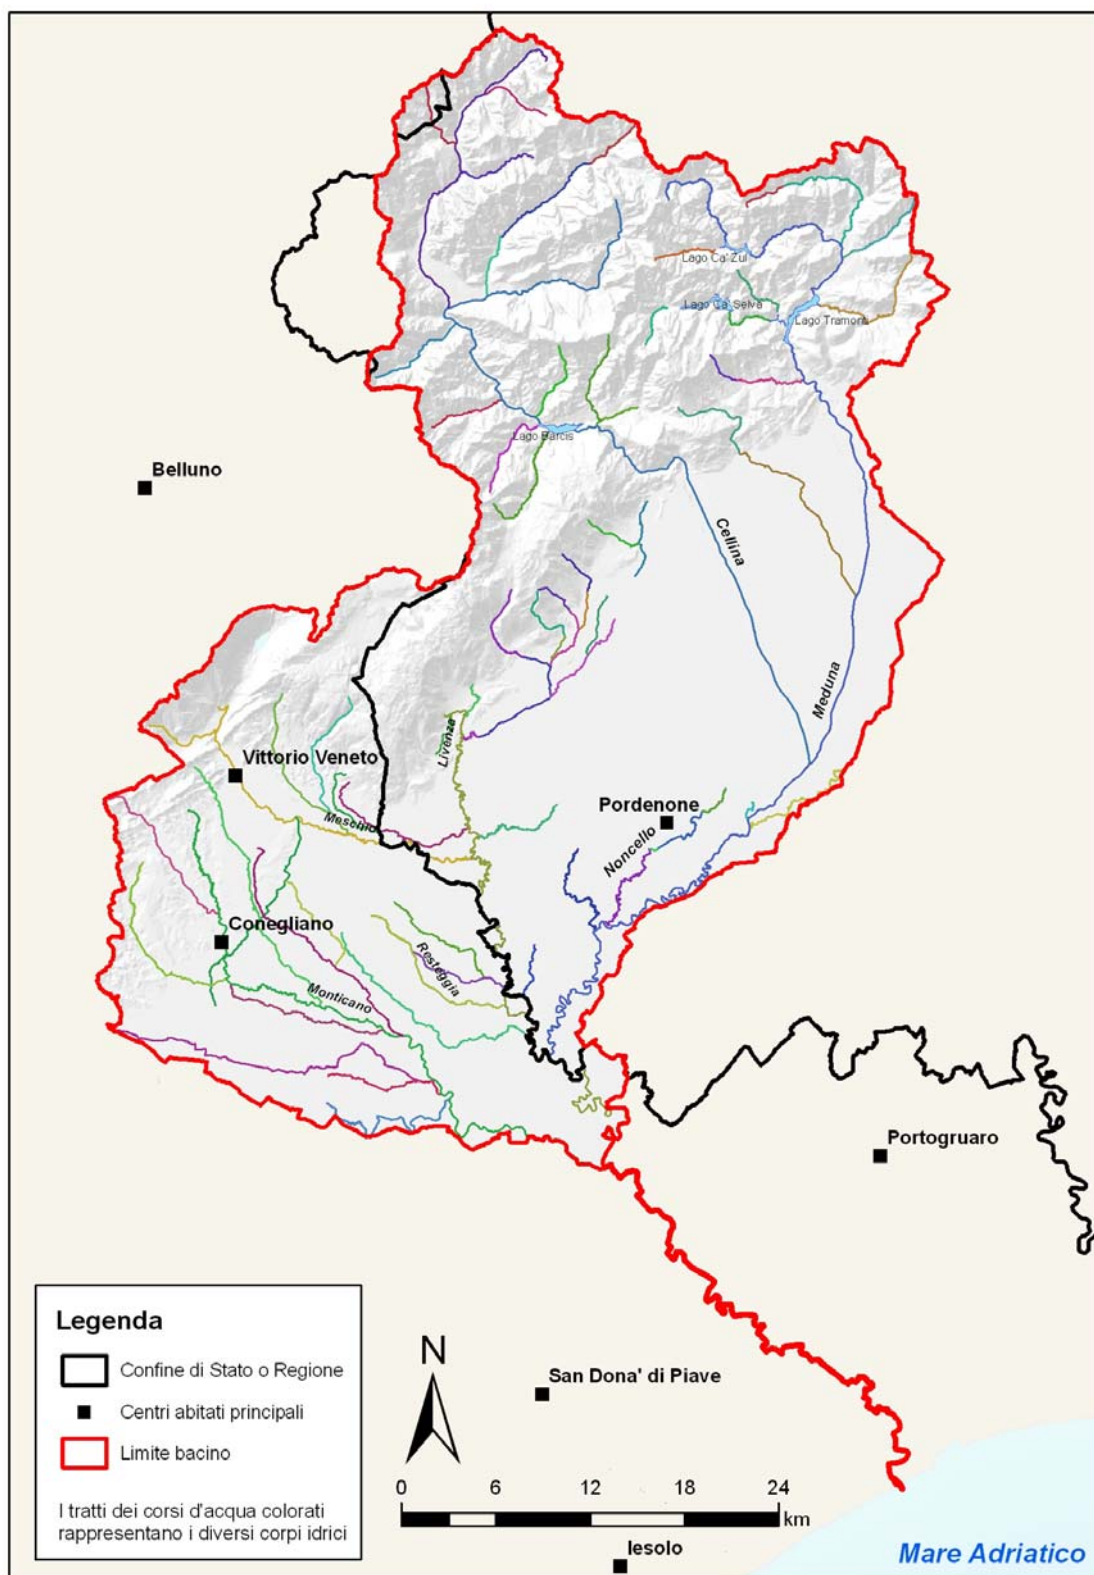 Lago Ca' Zul
Lago Ca' Selva
Lago Tramonti
Lago Barcis
Belluno
Cellina
Meduna
Livenza
Vittorio Veneto
Meschio
Pordenone
Noncello
Conegliano
Resteggia
Monticano
Portogruaro
Legenda
Confine di Stato o Regione
Centri abitati principali
Limite bacino
I tratti dei corsi d'acqua colorati
rappresentano i diversi corpi idrici
N
San Dona' di Piave
0 6 12 18 24
km
Iesolo
Mare Adriatico